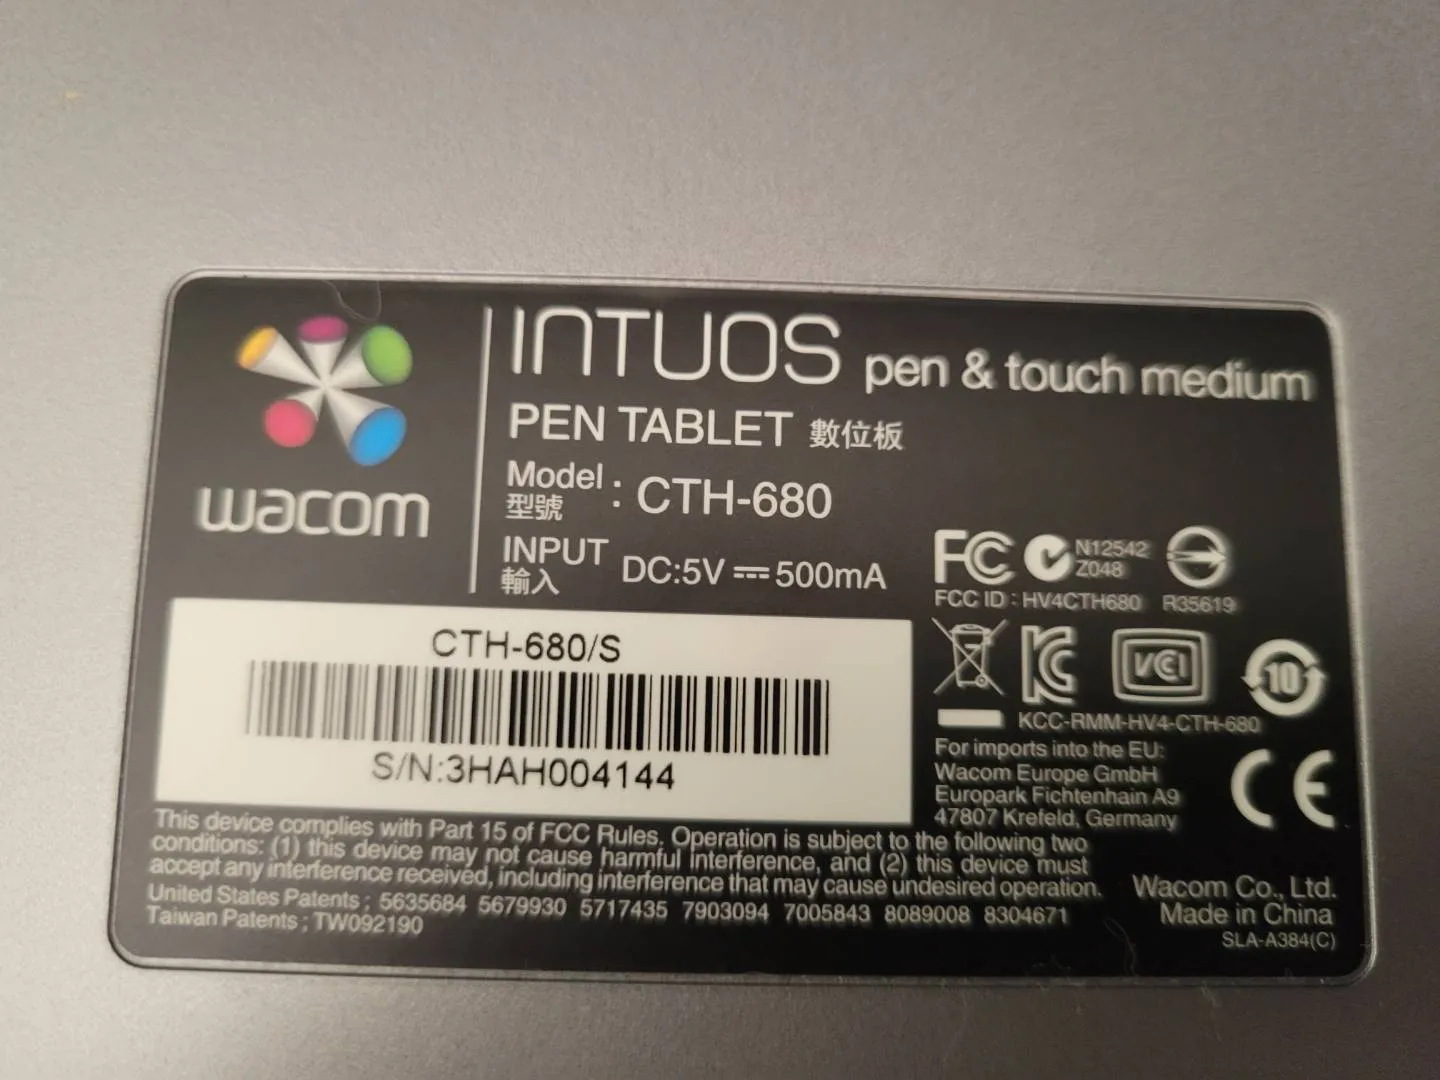 wacom
INTUOS pen & touch medium
PEN TABLET 數位板
Model
型號 : CTH-680
INPUT
輸入 DC:5V 500mA
FC N12542
Z048
FCC ID : HV4CTH680 R35619
VCI 10
KCC-RMM-HV4-CTH-680
CTH-680/S
S/N:3HAH004144
For imports into the EU:
Wacom Europe GmbH
Europark Fichtenhain A9
47807 Krefeld, Germany
CE
This device complies with Part 15 of FCC Rules. Operation is subject to the following two
conditions: (1) this device may not cause harmful interference, and (2) this device must
accept any interference received, including interference that may cause undesired operation.
United States Patents ; 5635684 5679930 5717435 7903094 7005843 8089008 8304671
Taiwan Patents ; TW092190
Wacom Co., Ltd.
Made in China
SLA-A384(C)